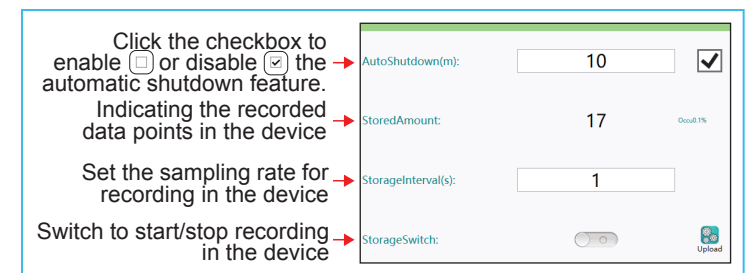 Click the checkbox to
enable or disable the
automatic shutdown feature.
AutoShutdown(m):
10
Indicating the recorded
data points in the device
StoredAmount:
17
Occu0.1%
Set the sampling rate for
recording in the device
StorageInterval(s):
1
Switch to start/stop recording
in the device
StorageSwitch:
Upload